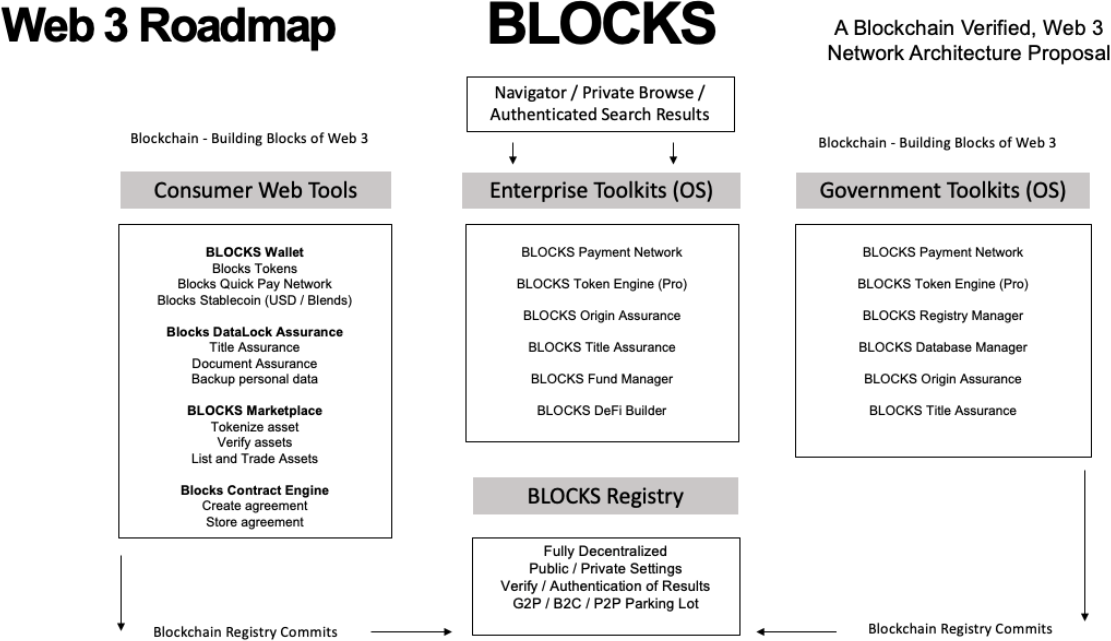 Web 3 Roadmap
BLOCKS
A Blockchain Verified, Web 3
Network Architecture Proposal
Navigator / Private Browse /
Authenticated Search Results
Blockchain - Building Blocks of Web 3
Blockchain - Building Blocks of Web 3
Consumer Web Tools
BLOCKS Wallet
Blocks Tokens
Blocks Quick Pay Network
Blocks Stablecoin (USD / Blends)
Blocks DataLock Assurance
Title Assurance
Document Assurance
Backup personal data
BLOCKS Marketplace
Tokenize asset
Verify assets
List and Trade Assets
Blocks Contract Engine
Create agreement
Store agreement
Enterprise Toolkits (OS)
BLOCKS Payment Network
BLOCKS Token Engine (Pro)
BLOCKS Origin Assurance
BLOCKS Title Assurance
BLOCKS Fund Manager
BLOCKS DeFi Builder
Government Toolkits (OS)
BLOCKS Payment Network
BLOCKS Token Engine (Pro)
BLOCKS Registry Manager
BLOCKS Database Manager
BLOCKS Origin Assurance
BLOCKS Title Assurance
BLOCKS Registry
Fully Decentralized
Public / Private Settings
Verify / Authentication of Results
G2P / B2C / P2P Parking Lot
Blockchain Registry Commits
Blockchain Registry Commits